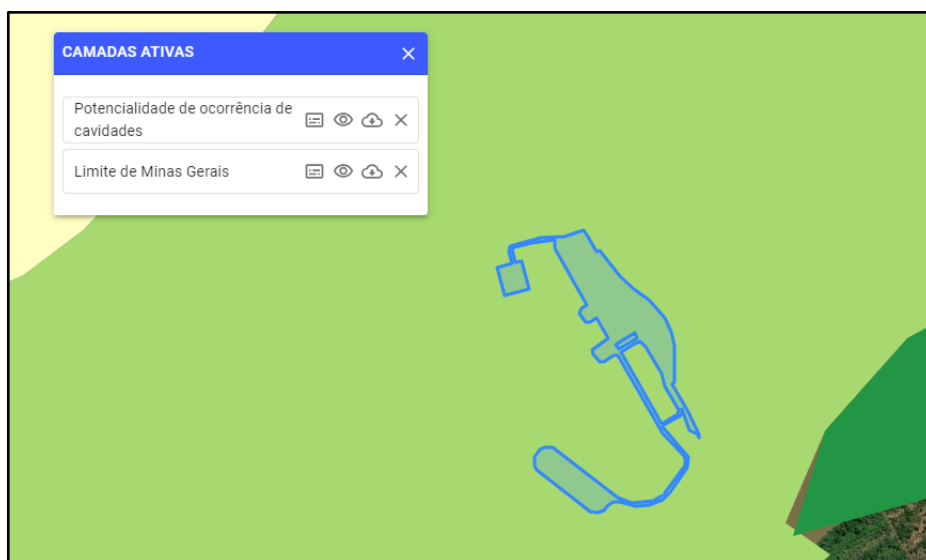 CAMADAS ATIVAS
Potencialidade de ocorrência de
cavidades
Limite de Minas Gerais